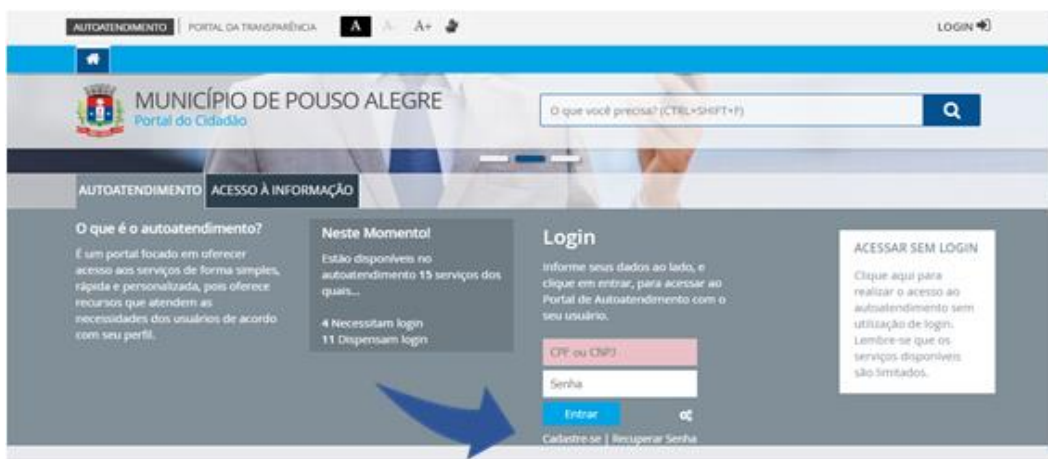 AUTOATENDIMENTO | PORTAL DA TRANSPARÊNCIA A A- A+ LOGIN
MUNICÍPIO DE POUSO ALEGRE
Portal do Cidadão
O que você precisa? (CTRL+SHIFT+F)
AUTOATENDIMENTO ACESSO À INFORMAÇÃO
O que é o autoatendimento?
É um portal focado em oferecer
acesso aos serviços de forma simples,
rápida e personalizada, pois oferece
recursos que atendem as
necessidades dos usuários de acordo
com seu perfil.
Neste Momento!
Estão disponíveis no
autoatendimento 15 serviços dos
quais...
4 Necessitam login
11 Dispensam login
Login
Informe seus dados ao lado, e
clique em entrar, para acessar ao
Portal de Autoatendimento com o
seu usuário.
CPF ou CNPJ
Senha
Entrar
Cadastre-se | Recuperar Senha
ACESSAR SEM LOGIN
Clique aqui para
realizar o acesso ao
autoatendimento sem
utilização de login.
Lembre-se que os
serviços disponíveis
são limitados.